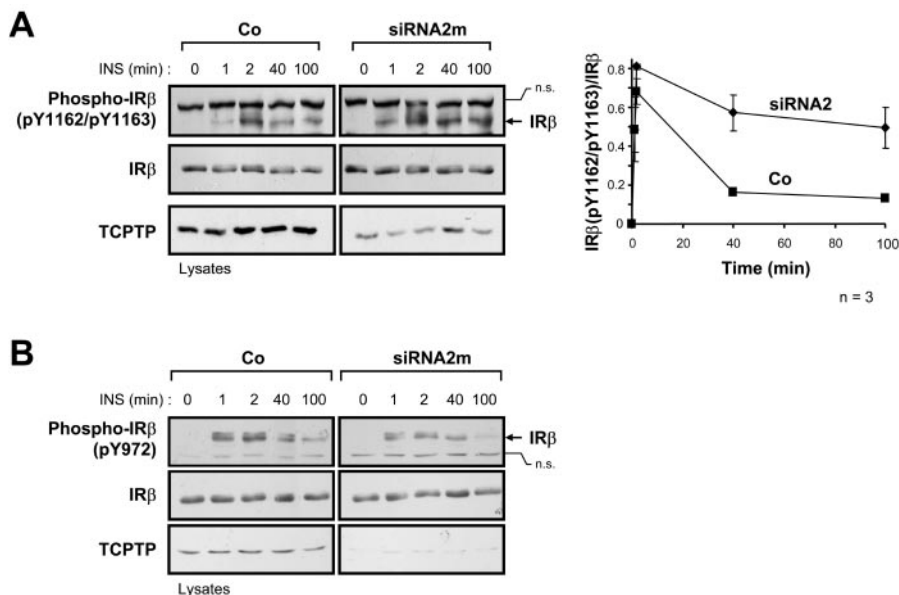 A
Co
siRNA2m
INS (min) : 0 1 2 40 100 0 1 2 40 100
Phospho-IRβ
(pY1162/pY1163)
n.s.
IRβ
IRβ
TCPTP
Lysates
IRβ(pY1162/pY1163)/IRβ
0.8
0.6
0.4
0.2
0
siRNA2
Co
0 20 40 60 80 100
Time (min)
n = 3
B
Co
siRNA2m
INS (min) : 0 1 2 40 100 0 1 2 40 100
Phospho-IRβ
(pY972)
IRβ
n.s.
IRβ
TCPTP
Lysates